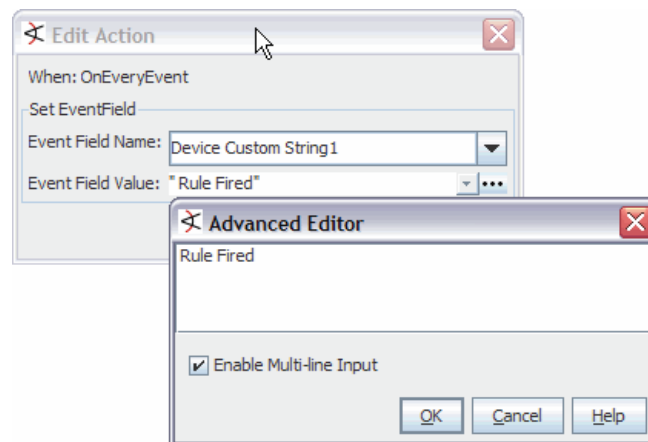 Edit Action
When: OnEveryEvent
Set EventField
Event Field Name: Device Custom String1
Event Field Value: " Rule Fired"
Advanced Editor
Rule Fired
Enable Multi-line Input
OK Cancel Help